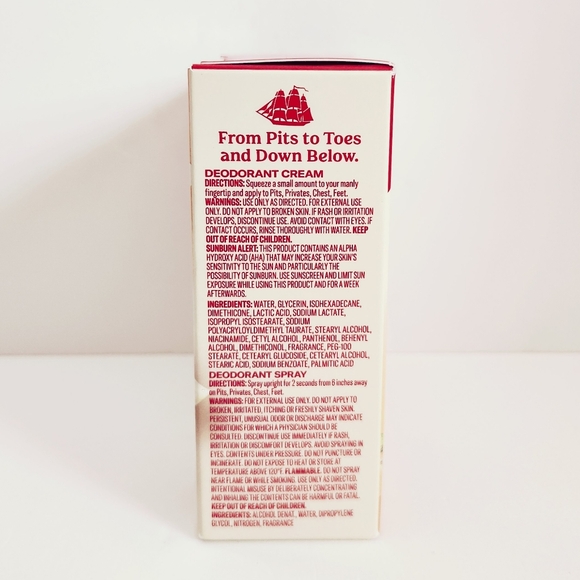 From Pits to Toes
and Down Below.
DEODORANT CREAM
DIRECTIONS: Squeeze a small amount to your manly
fingertip and apply to Pits, Privates, Chest, Feet.
WARNINGS: USE ONLY AS DIRECTED. FOR EXTERNAL USE
ONLY. DO NOT APPLY TO BROKEN SKIN. IF RASH OR IRRITATION
DEVELOPS, DISCONTINUE USE. AVOID CONTACT WITH EYES. IF
CONTACT OCCURS, RINSE THOROUGHLY WITH WATER. KEEP
OUT OF REACH OF CHILDREN.
SUNBURN ALERT: THIS PRODUCT CONTAINS AN ALPHA
HYDROXY ACID (AHA) THAT MAY INCREASE YOUR SKIN'S
SENSITIVITY TO THE SUN AND PARTICULARLY THE
POSSIBILITY OF SUNBURN. USE SUNSCREEN AND LIMIT SUN
EXPOSURE WHILE USING THIS PRODUCT AND FOR A WEEK
AFTERWARDS.
INGREDIENTS: WATER, GLYCERIN, ISOHEXADECANE,
DIMETHICONE, LACTIC ACID, SODIUM LACTATE,
ISOPROPYL ISOSTEARATE, SODIUM
POLYACRYLOYLDIMETHYL TAURATE, STEARYL ALCOHOL,
NIACINAMIDE, CETYL ALCOHOL, PANTHENOL, BEHENYL
ALCOHOL, DIMETHICONOL, FRAGRANCE, PEG-100
STEARATE, CETEARYL GLUCOSIDE, CETEARYL ALCOHOL,
STEARIC ACID, SODIUM BENZOATE, PALMITIC ACID
DEODORANT SPRAY
DIRECTIONS: Spray upright for 2 seconds from 6 inches away
on Pits, Privates, Chest, Feet.
WARNINGS: FOR EXTERNAL USE ONLY. DO NOT APPLY TO
BROKEN, IRRITATED, ITCHING OR FRESHLY SHAVEN SKIN.
PERSISTENT, UNUSUAL ODOR OR DISCHARGE MAY INDICATE
CONDITIONS FOR WHICH A PHYSICIAN SHOULD BE
CONSULTED. DISCONTINUE USE IMMEDIATELY IF RASH,
IRRITATION OR DISCOMFORT DEVELOPS. AVOID SPRAYING IN
EYES. CONTENTS UNDER PRESSURE. DO NOT PUNCTURE OR
INCINERATE. DO NOT EXPOSE TO HEAT OR STORE AT
TEMPERATURE ABOVE 120°F. FLAMMABLE. DO NOT SPRAY
NEAR FLAME OR WHILE SMOKING. USE ONLY AS DIRECTED.
INTENTIONAL MISUSE BY DELIBERATELY CONCENTRATING
AND INHALING THE CONTENTS CAN BE HARMFUL OR FATAL.
KEEP OUT OF REACH OF CHILDREN.
INGREDIENTS: ALCOHOL DENAT., WATER, DIPROPYLENE
GLYCOL, NITROGEN, FRAGRANCE